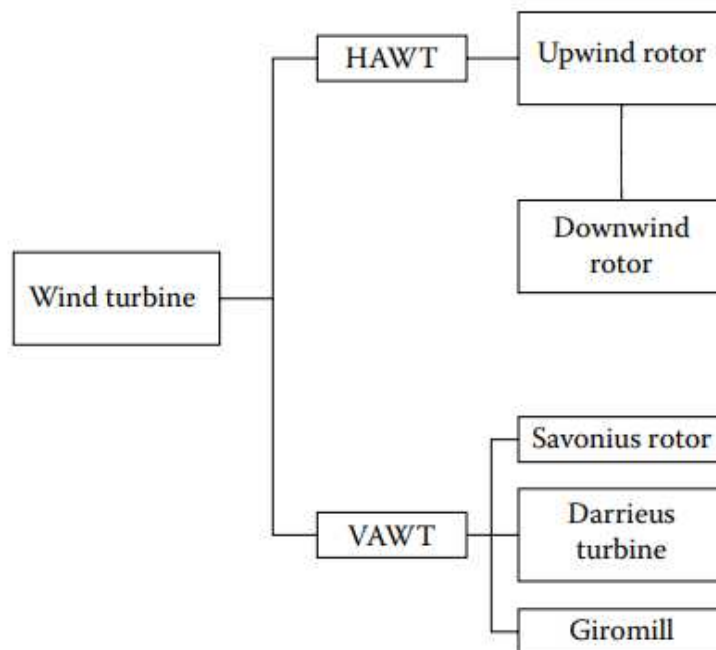 HAWT
Upwind rotor
Downwind
rotor
Wind turbine
Savonius rotor
VAWT
Darrieus
turbine
Giromill